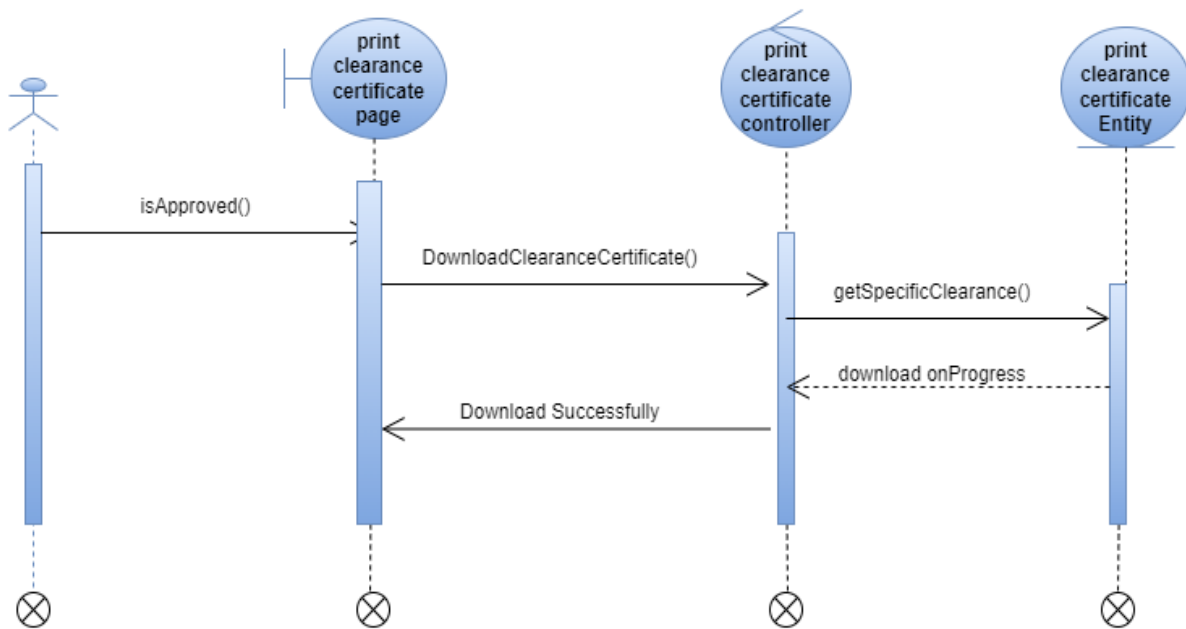 print
clearance
certificate
page
print
clearance
certificate
controller
print
clearance
certificate
Entity
isApproved()
DownloadClearanceCertificate()
getSpecificClearance()
download onProgress
Download Successfully